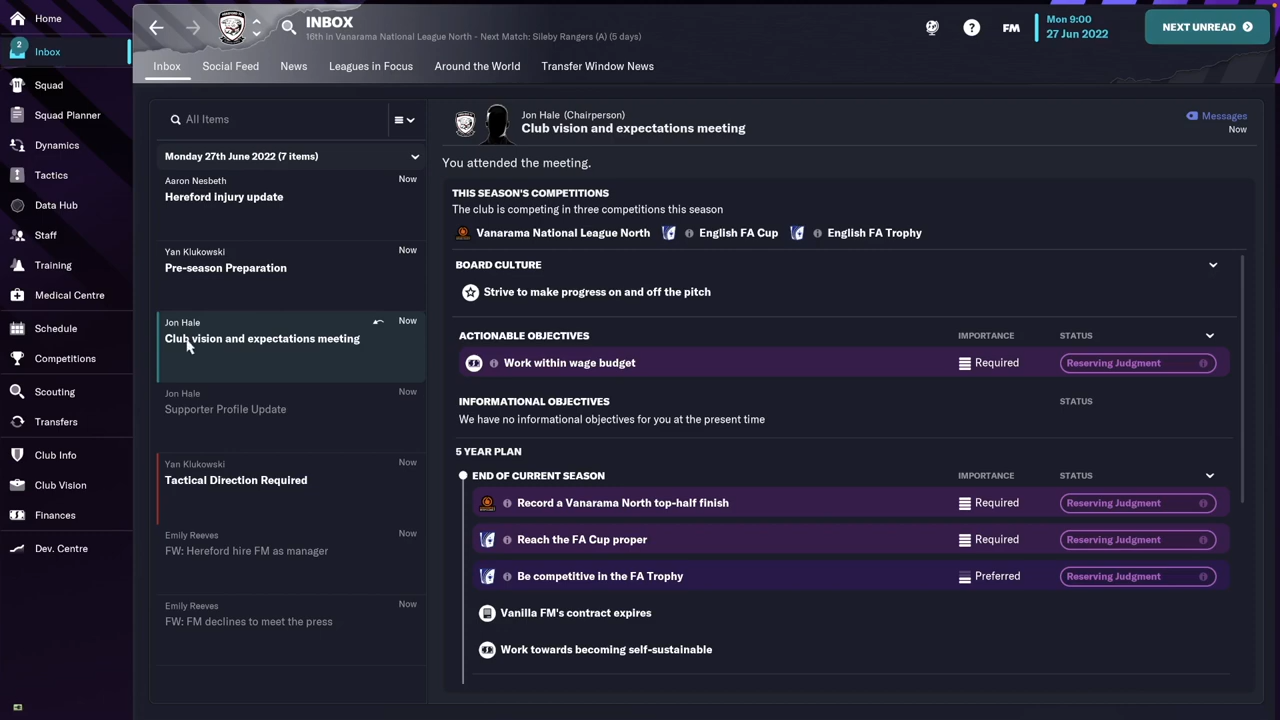 Home
2
Inbox
Squad
Squad Planner
Dynamics
Tactics
Data Hub
Staff
Training
Medical Centre
Schedule
Competitions
Scouting
Transfers
Club Info
Club Vision
Finances
Dev. Centre
INBOX
16th in Vanarama National League North - Next Match: Sileby Rangers (A) (5 days)
FM
Mon 9:00
27 Jun 2022
NEXT UNREAD
Inbox
Social Feed
News
Leagues in Focus
Around the World
Transfer Window News
All Items
Monday 27th June 2022 (7 items)
Aaron Nesbeth
Now
Hereford injury update
Yan Klukowski
Now
Pre-season Preparation
Jon Hale
Now
Club vision and expectations meeting
Jon Hale
Now
Supporter Profile Update
Yan Klukowski
Now
Tactical Direction Required
Emily Reeves
Now
FW: Hereford hire FM as manager
Emily Reeves
Now
FW: FM declines to meet the press
Jon Hale (Chairperson)
Club vision and expectations meeting
Messages
Now
You attended the meeting.
THIS SEASON'S COMPETITIONS
The club is competing in three competitions this season
Vanarama National League North
English FA Cup
English FA Trophy
BOARD CULTURE
Strive to make progress on and off the pitch
ACTIONABLE OBJECTIVES IMPORTANCE STATUS
Work within wage budget Required Reserving Judgment
INFORMATIONAL OBJECTIVES STATUS
We have no informational objectives for you at the present time
5 YEAR PLAN
END OF CURRENT SEASON IMPORTANCE STATUS
Record a Vanarama North top-half finish Required Reserving Judgment
Reach the FA Cup proper Required Reserving Judgment
Be competitive in the FA Trophy Preferred Reserving Judgment
Vanilla FM's contract expires
Work towards becoming self-sustainable